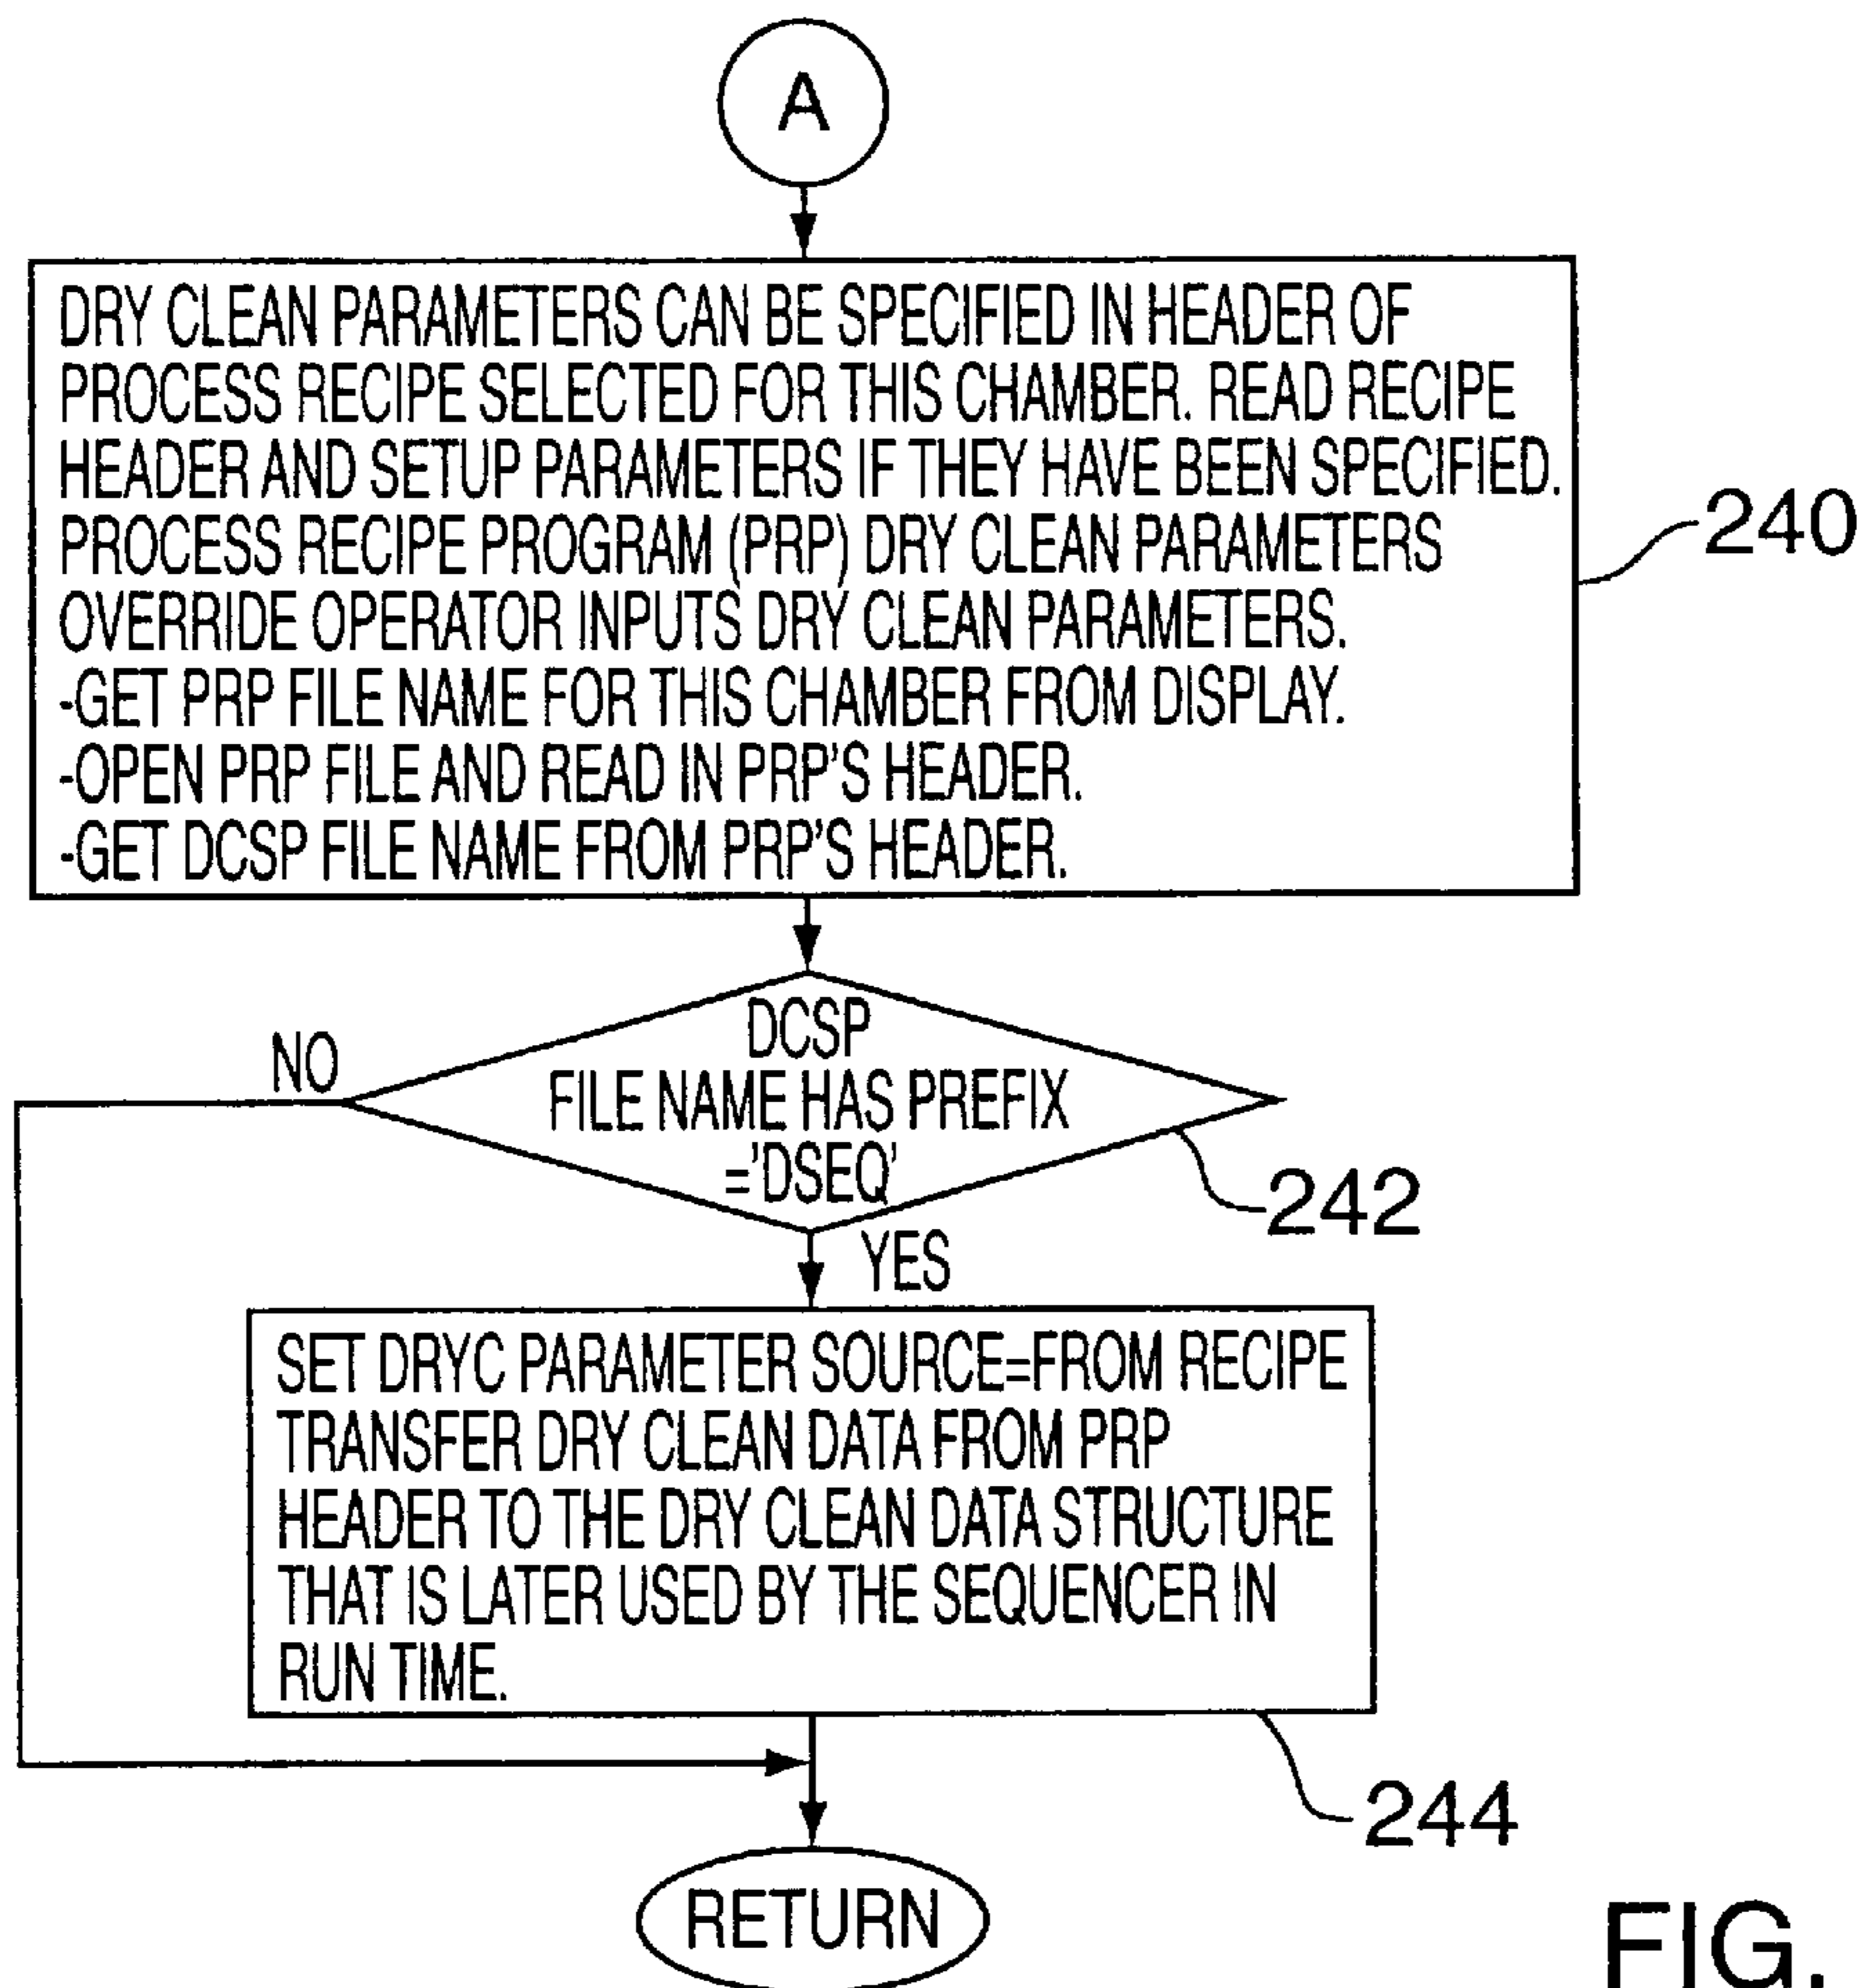 A
DRY CLEAN PARAMETERS CAN BE SPECIFIED IN HEADER OF
PROCESS RECIPE SELECTED FOR THIS CHAMBER. READ RECIPE
HEADER AND SETUP PARAMETERS IF THEY HAVE BEEN SPECIFIED.
PROCESS RECIPE PROGRAM (PRP) DRY CLEAN PARAMETERS
OVERRIDE OPERATOR INPUTS DRY CLEAN PARAMETERS.
-GET PRP FILE NAME FOR THIS CHAMBER FROM DISPLAY.
-OPEN PRP FILE AND READ IN PRP'S HEADER.
-GET DCSP FILE NAME FROM PRP'S HEADER.
240
NO
DCSP
FILE NAME HAS PREFIX
='DSEQ'
242
YES
SET DRYC PARAMETER SOURCE=FROM RECIPE
TRANSFER DRY CLEAN DATA FROM PRP
HEADER TO THE DRY CLEAN DATA STRUCTURE
THAT IS LATER USED BY THE SEQUENCER IN
RUN TIME.
244
RETURN
FIG.